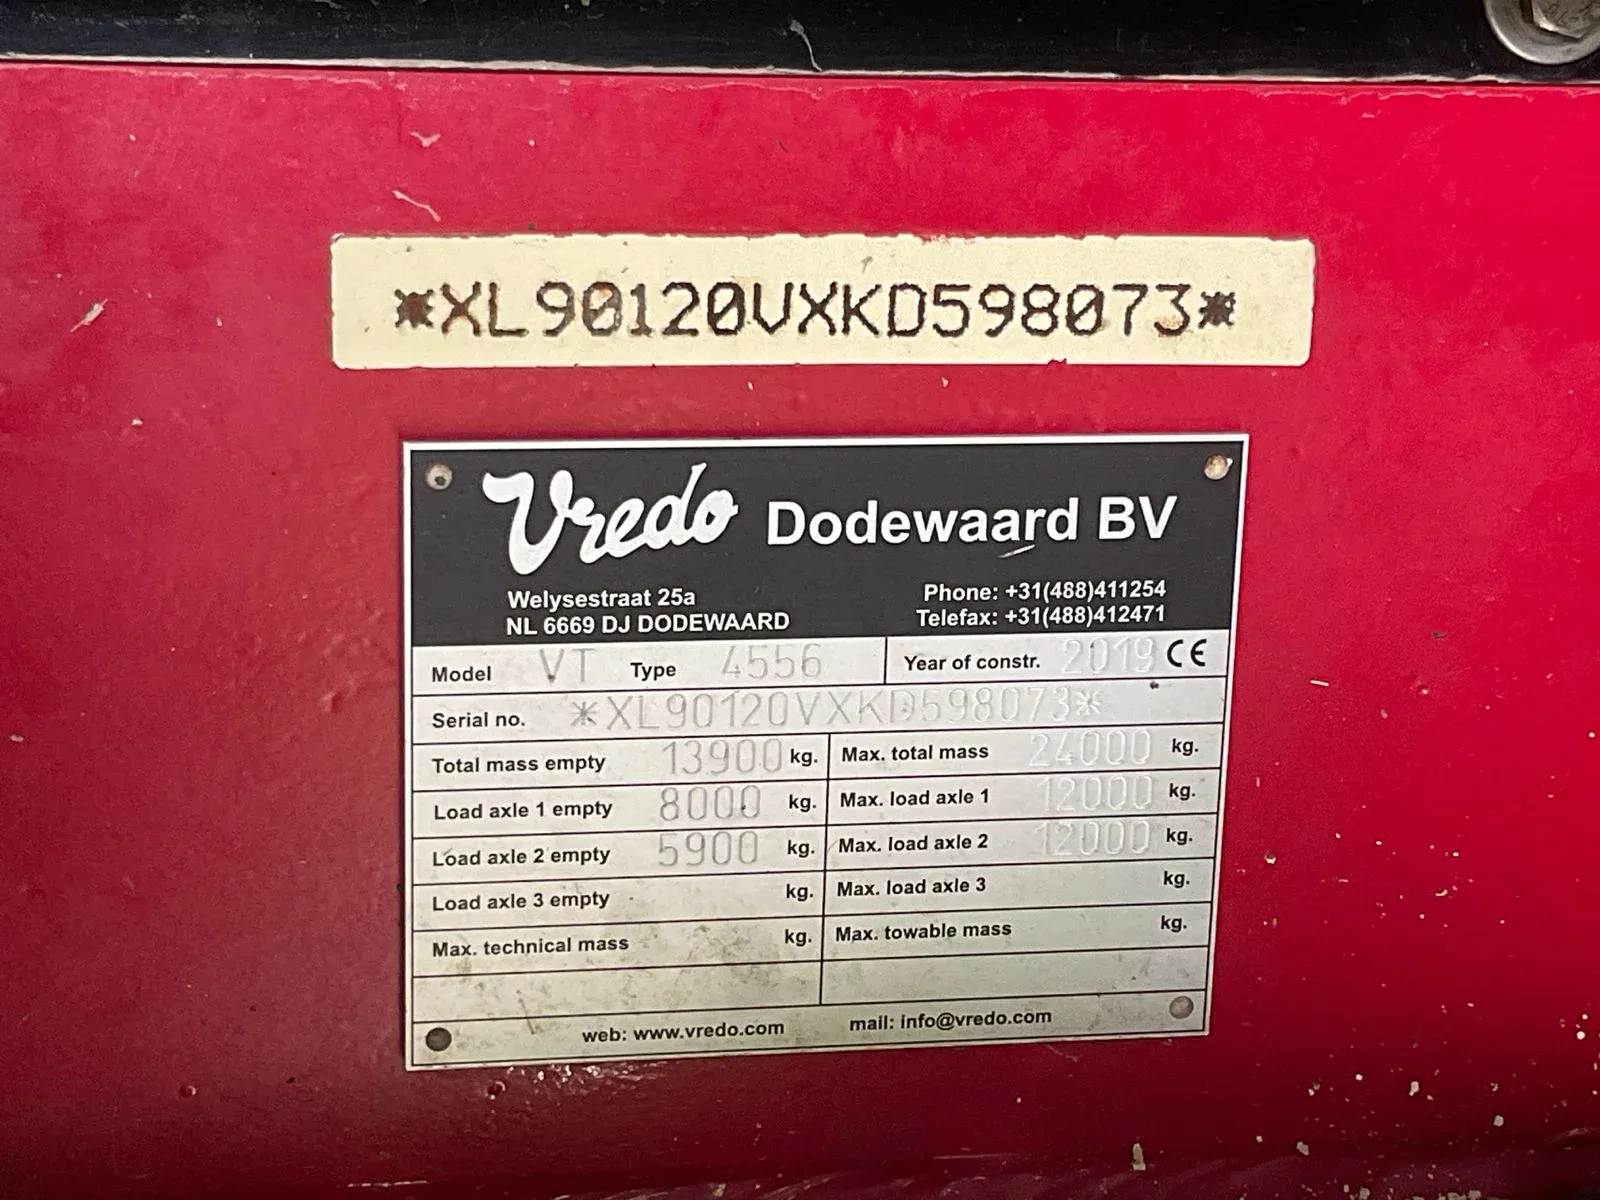 *XL90120VXKD598073*
Vredo Dodewaard BV
Welysestraat 25a Phone: +31(488)411254
NL 6669 DJ DODEWAARD Telefax: +31(488)412471
Model VT Type 4556 Year of constr. 2019 CE
Serial no. *XL90120VXKD598073*
Total mass empty 13900 kg. Max. total mass 24000 kg.
Load axle 1 empty 8000 kg. Max. load axle 1 12000 kg.
Load axle 2 empty 5900 kg. Max. load axle 2 12000 kg.
Load axle 3 empty kg. Max. load axle 3 kg.
Max. technical mass kg. Max. towable mass kg.
web: www.vredo.com mail: info@vredo.com